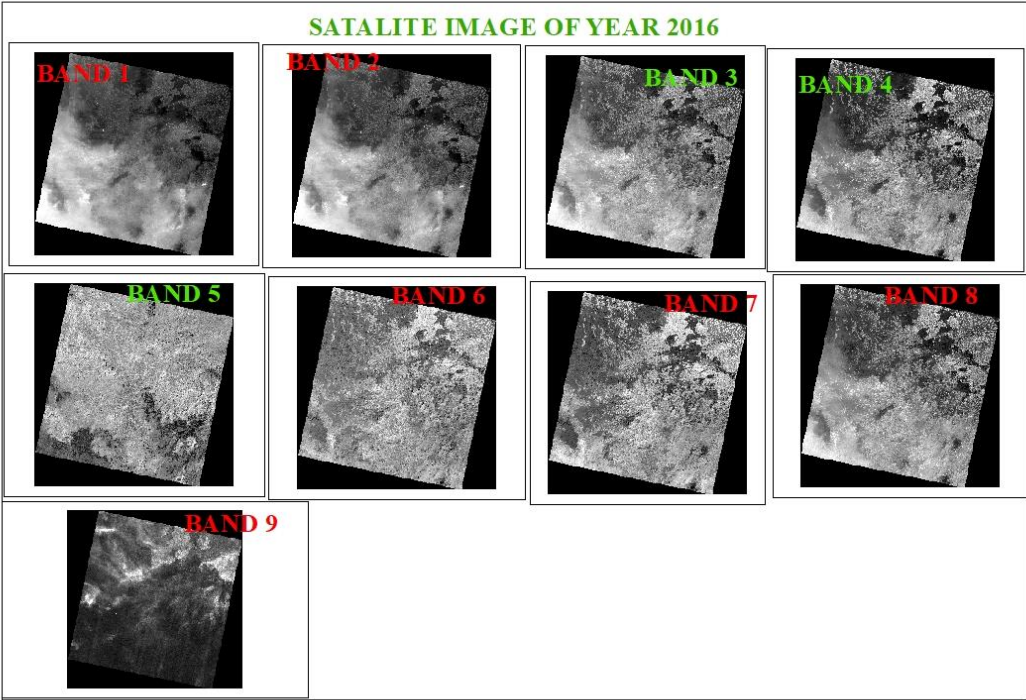 SATALITE IMAGE OF YEAR 2016
BAND 1
BAND 2
BAND 3
BAND 4
BAND 5
BAND 6
BAND 7
BAND 8
BAND 9